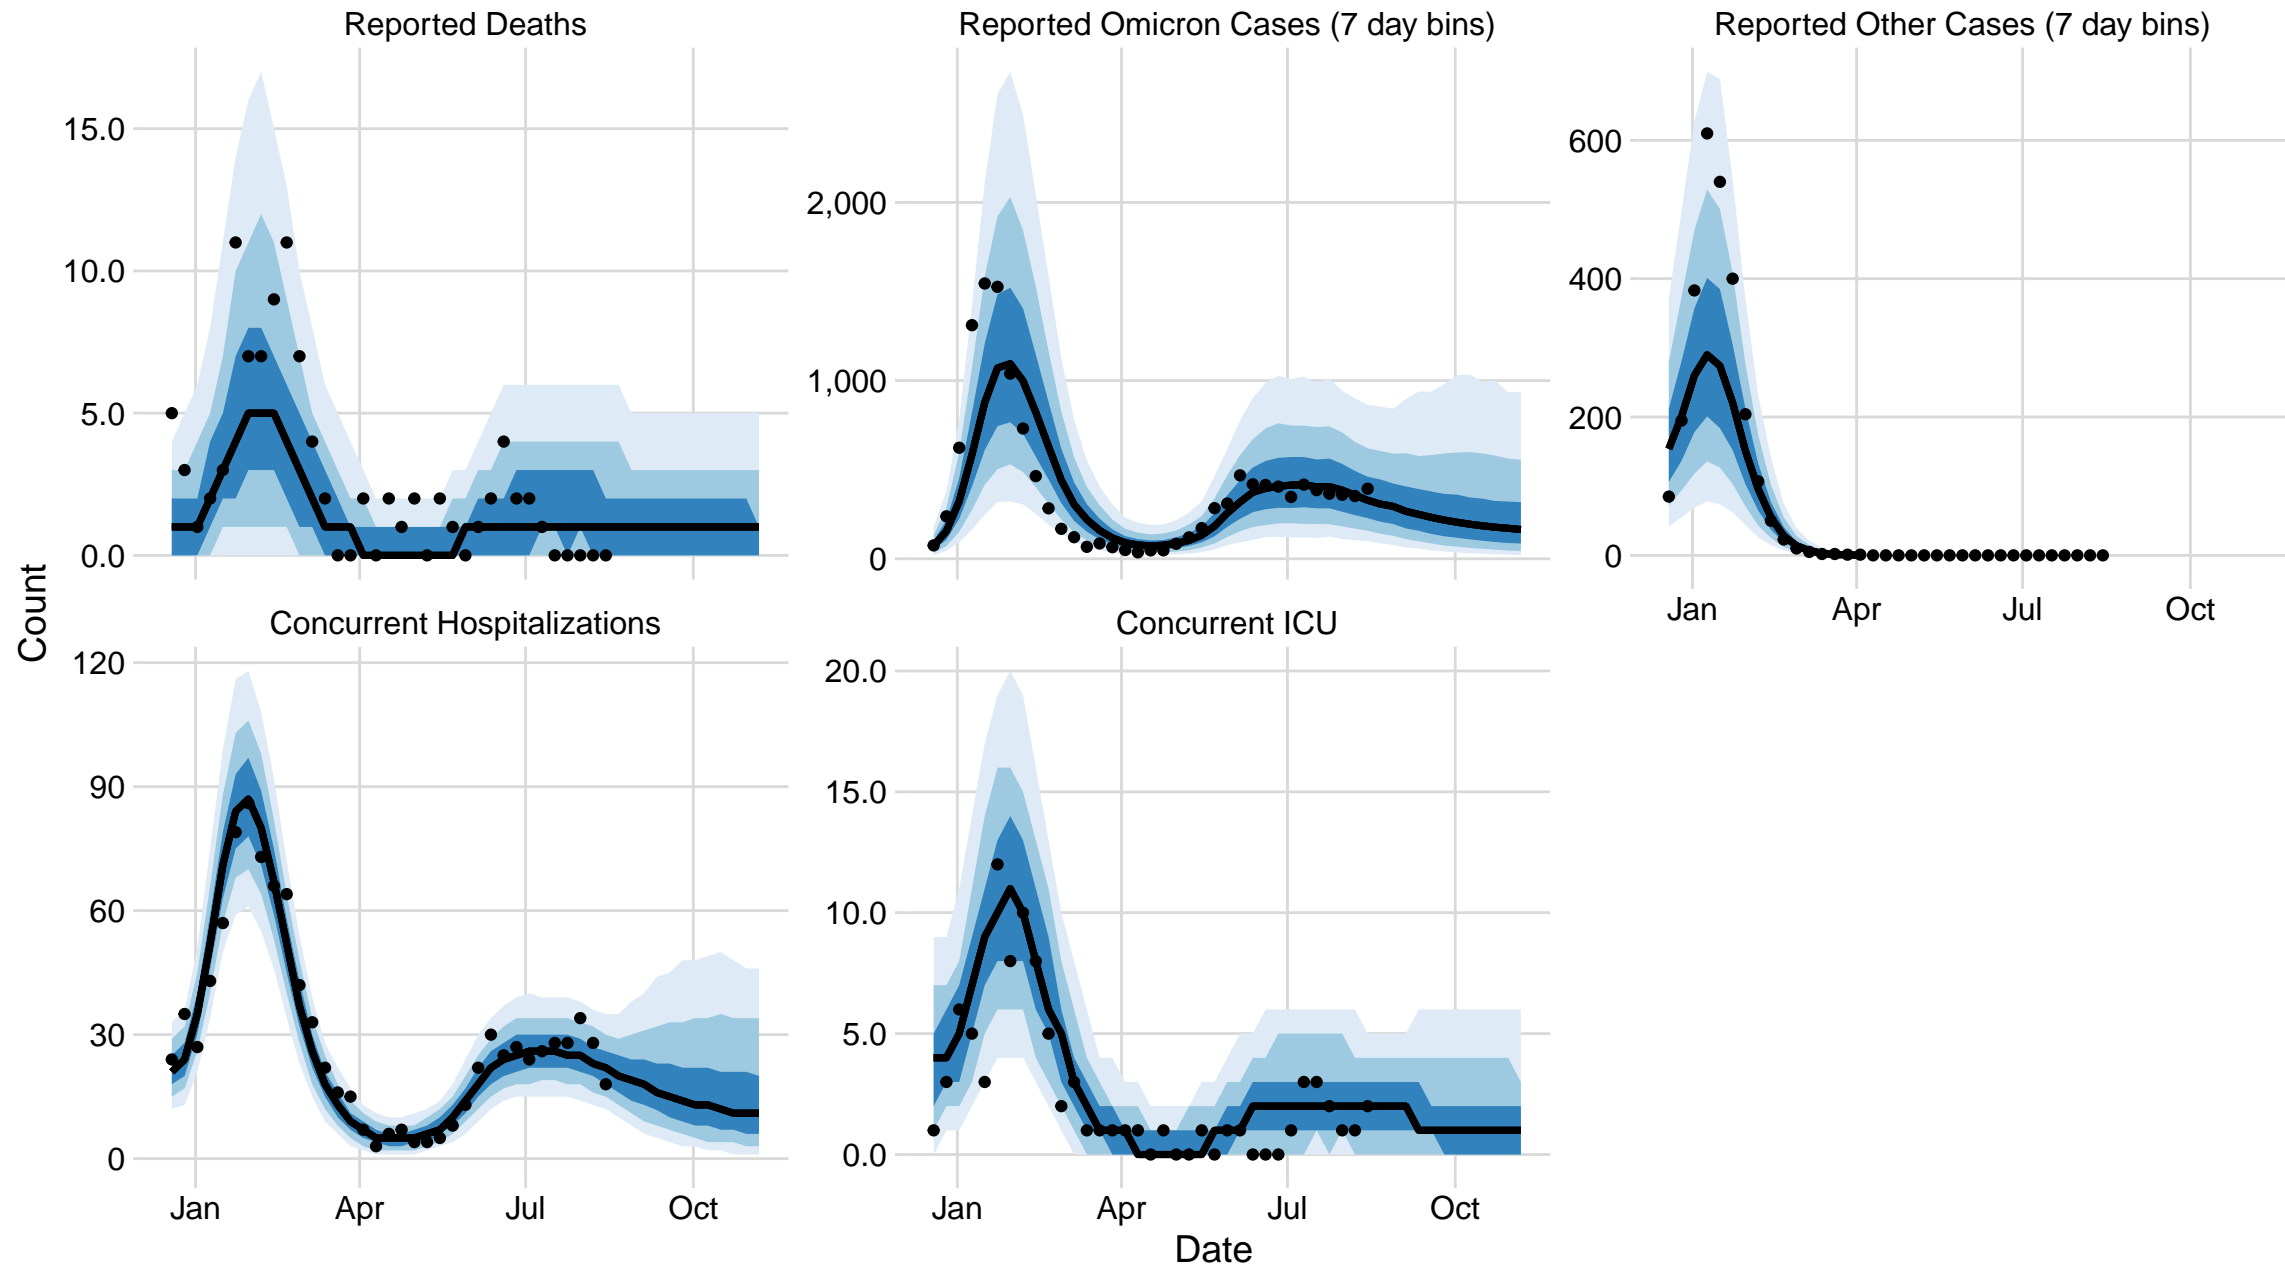 Reported Deaths
Reported Omicron Cases (7 day bins)
Reported Other Cases (7 day bins)
15.0
10.0
5.0
0.0
2,000
1,000
0
600
400
200
0
Jan Apr Jul Oct
Count
Concurrent Hospitalizations
Concurrent ICU
120
90
60
30
0
Jan Apr Jul Oct
20.0
15.0
10.0
5.0
0.0
Jan Apr Jul Oct
Date